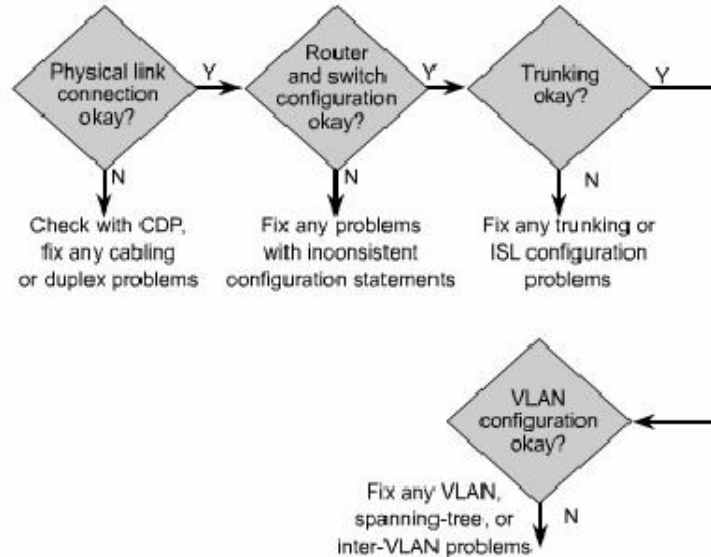 Physical link
connection
okay?
Y
N
Check with CDP,
fix any cabling
or duplex problems
Router
and switch
configuration
okay?
Y
N
Fix any problems
with inconsistent
configuration statements
Trunking
okay?
Y
N
Fix any trunking or
ISL configuration
problems
VLAN
configuration
okay?
N
Fix any VLAN,
spanning-tree, or
inter-VLAN problems